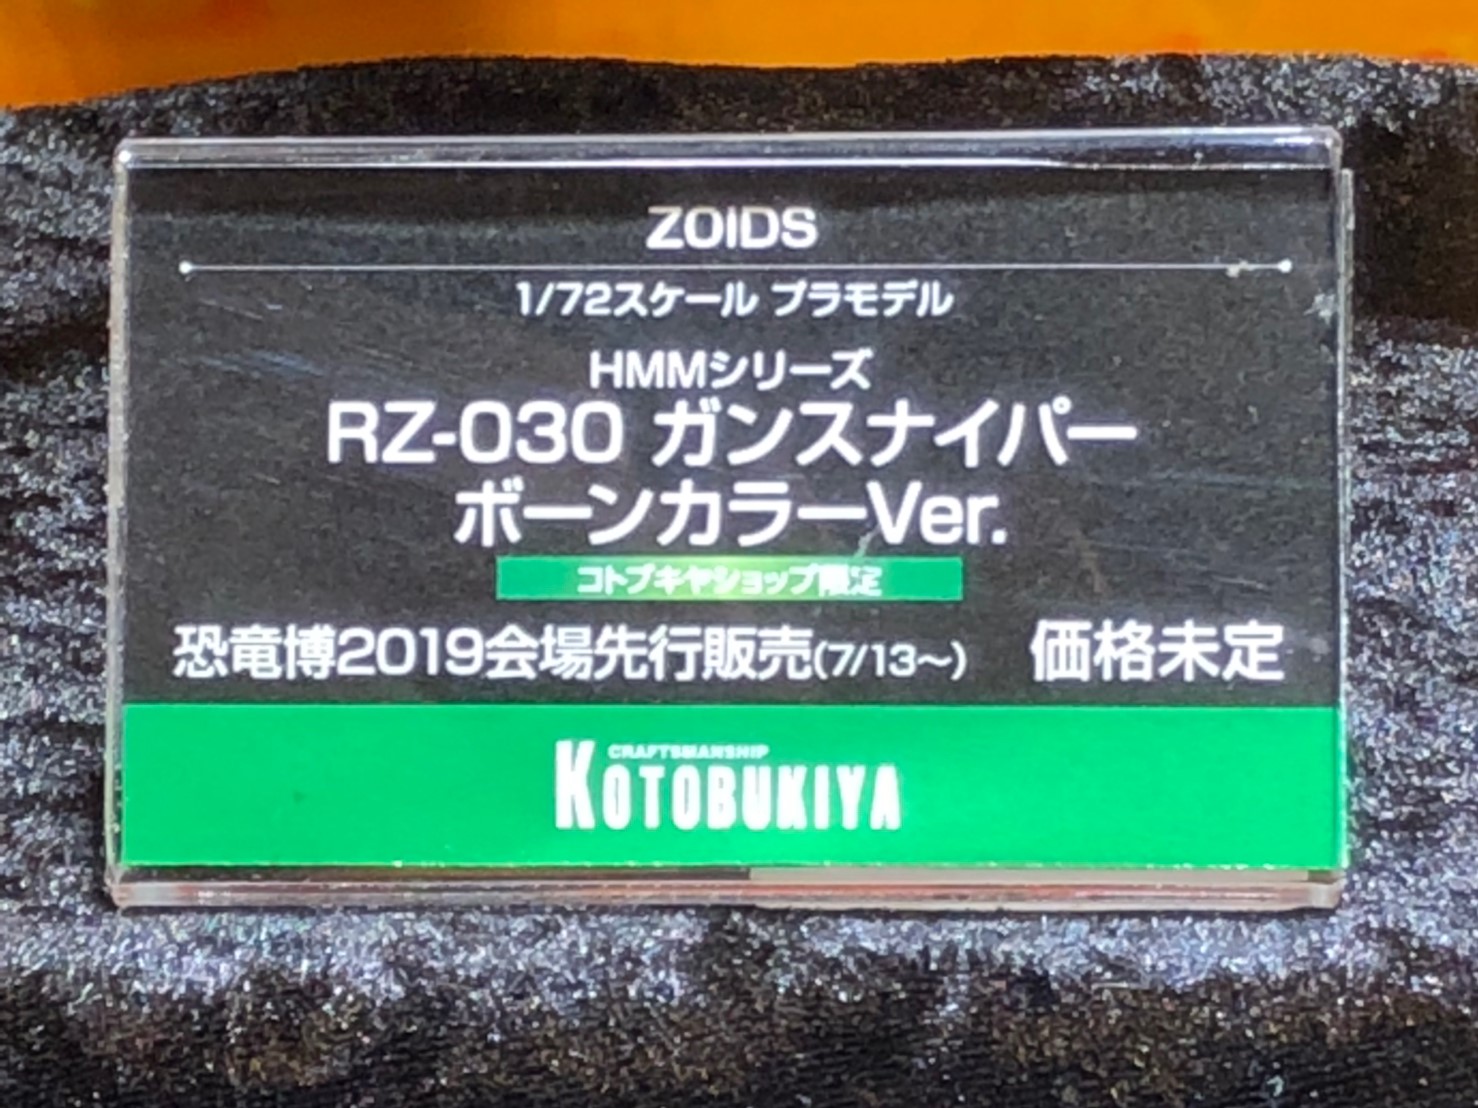 ZOIDS
1/72スケール プラモデル
HMMシリーズ
RZ-030 ガンスナイパー
ボーンカラーVer.
コトブキヤショップ限定
恐竜博2019会場先行販売(7/13〜) 価格未定
CRAFTSMANSHIP
KOTOBUKIYA